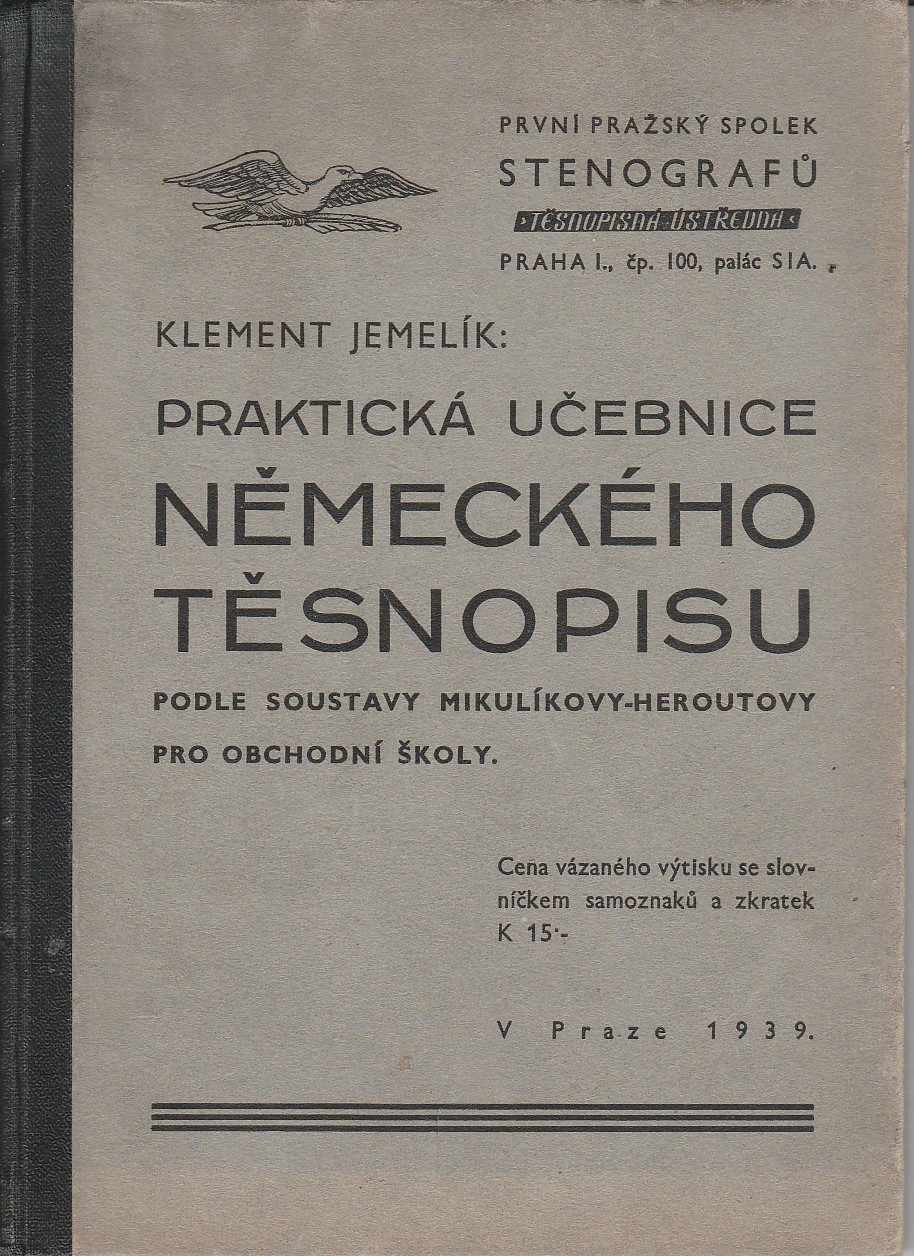 PRVNÍ PRAŽSKÝ SPOLEK
STENOGRAFŮ
›TĚSNOPISNÁ ÚSTŘEDNA‹
PRAHA I., čp. 100, palác SIA.
KLEMENT JEMELÍK:
PRAKTICKÁ UČEBNICE
NĚMECKÉHO
TĚSNOPISU
PODLE SOUSTAVY MIKULÍKOVY-HEROUTOVY
PRO OBCHODNÍ ŠKOLY.
Cena vázaného výtisku se slov-
níčkem samoznaků a zkratek
K 15·-
V Praze 1939.